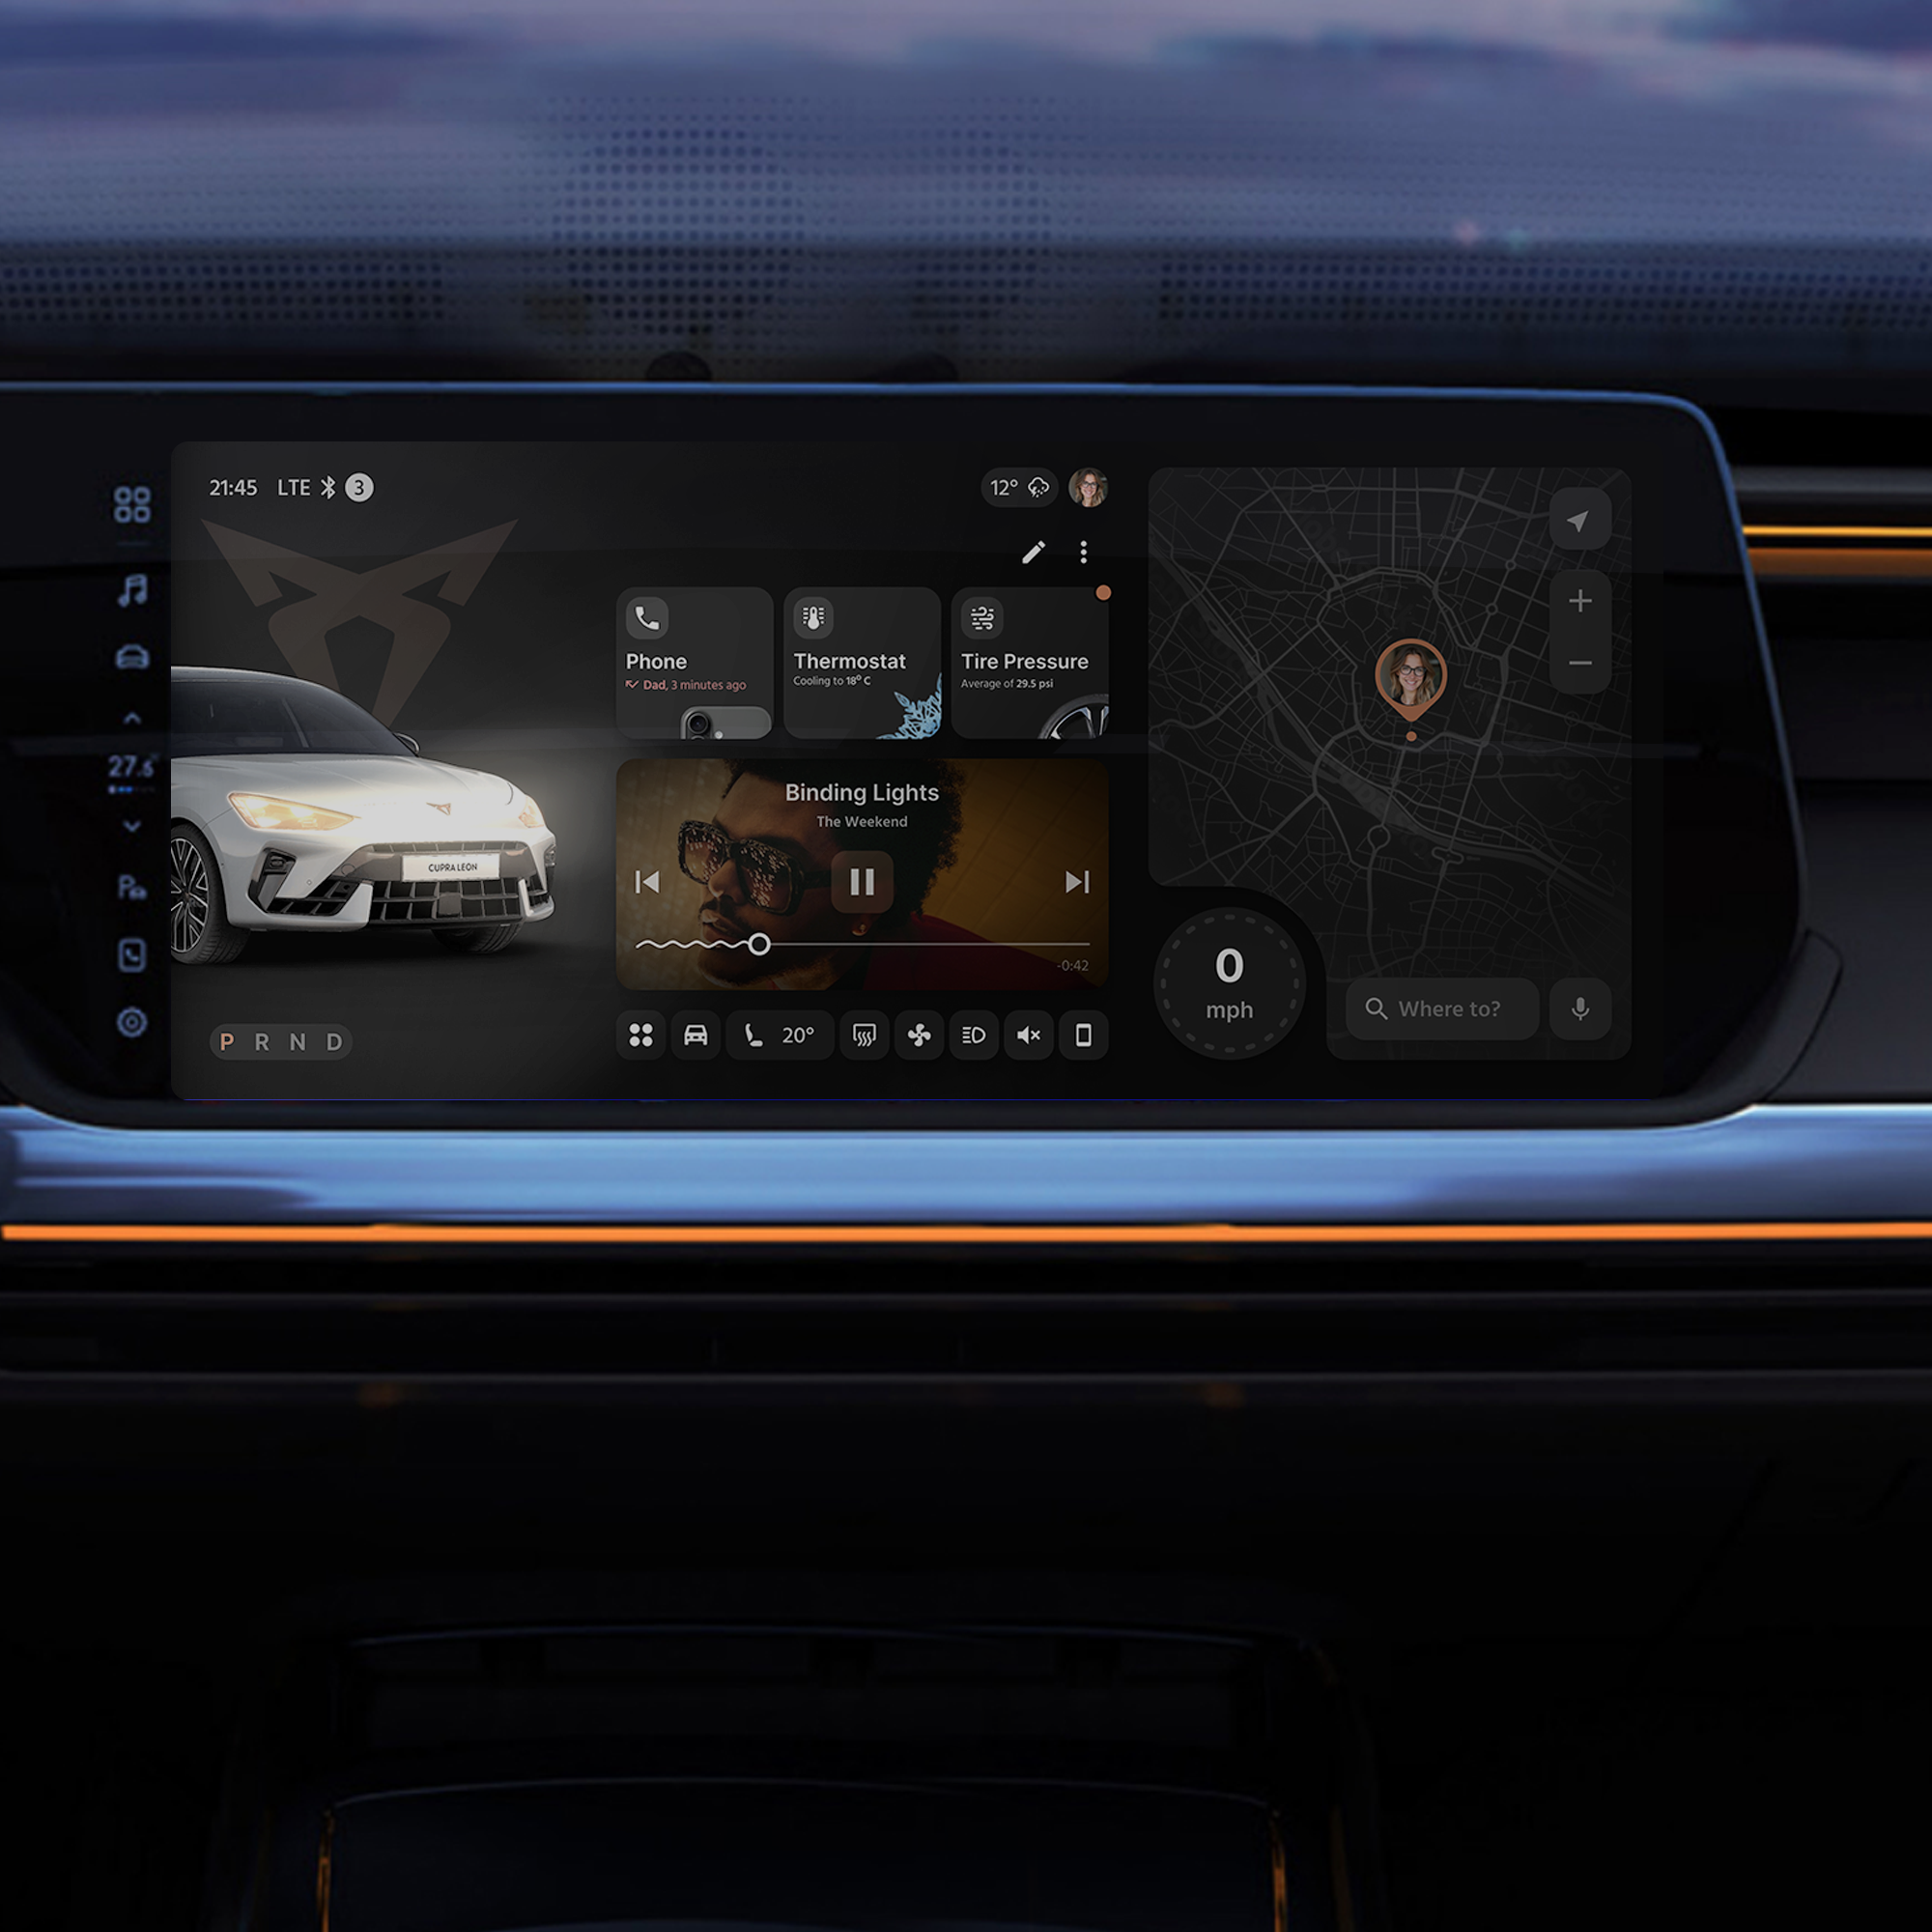 21:45 LTE 3
12°
27.5
Phone
Dad, 3 minutes ago
Thermostat
Cooling to 18° C
Tire Pressure
Average of 29.5 psi
CUPRA LEON
Binding Lights
The Weekend
-0:42
P R N D
20°
0
mph
Where to?